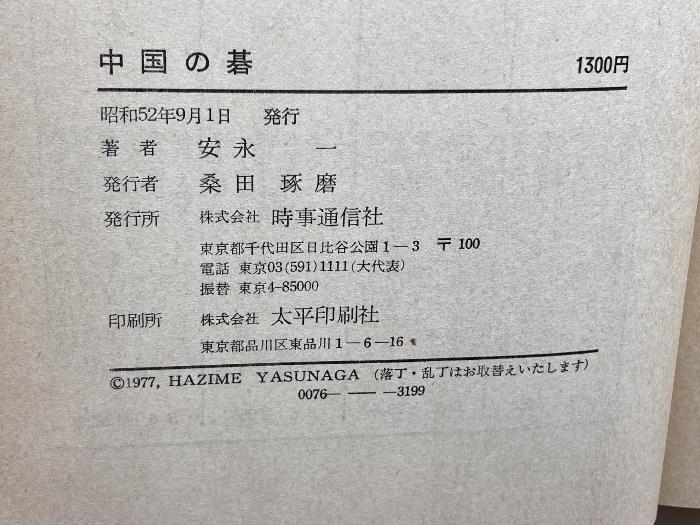 中国の碁 1300円
昭和52年9月1日 発行
著者 安永 一
発行者 桑田 琢磨
発行所 株式会社 時事通信社
東京都千代田区日比谷公園1—3 〒100
電話 東京03(591)1111(大代表)
振替 東京4-85000
印刷所 株式会社 太平印刷社
東京都品川区東品川1—6—16
©1977, HAZIME YASUNAGA (落丁・乱丁はお取替えいたします)
0076— —— —3199